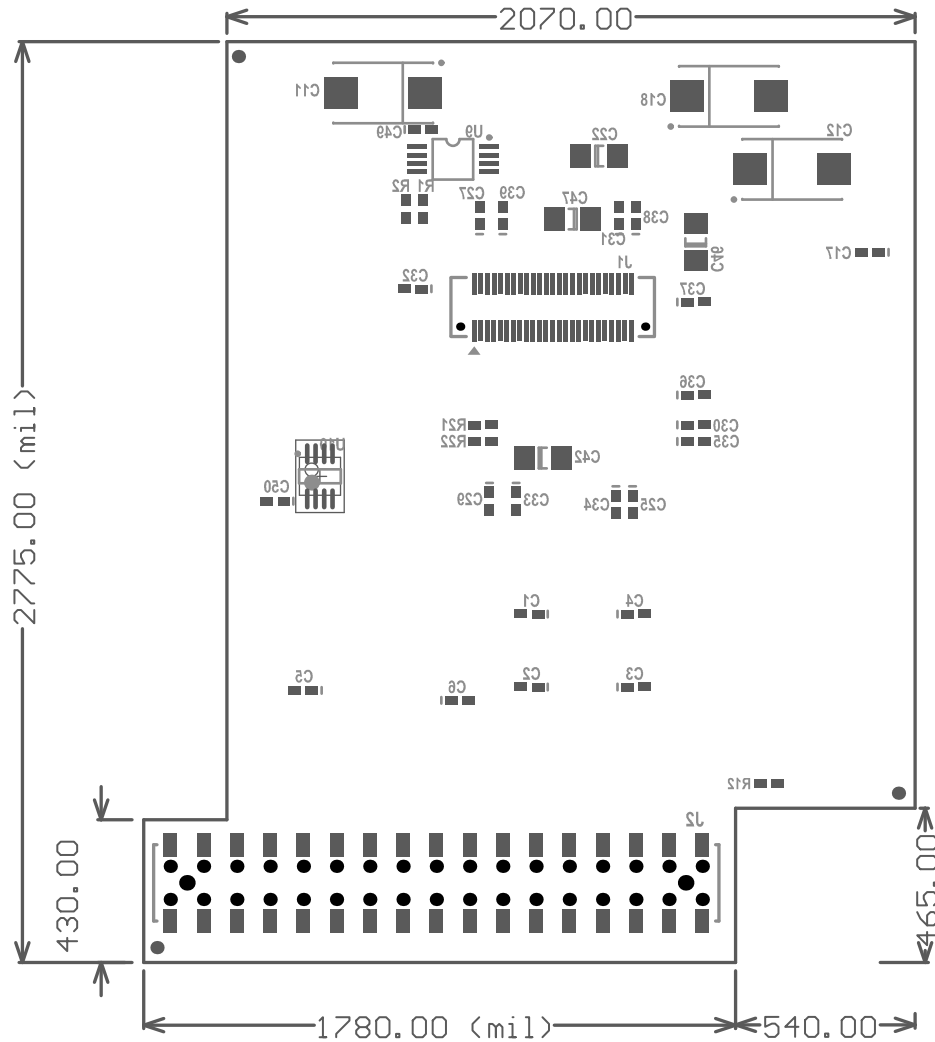 2070.00
C11
C18
C49
U9
C22
C12
R2 R1
C27
C39
C47
C38
C31
C46
C17
J1
C32
C37
C36
2775.00 (mil)
R21
C30
R22
C35
U10
C42
C50
C29
C33
C34
C25
C1
C4
C5
C6
C2
C3
R12
J2
430.00
465.00
1780.00 (mil)
540.00